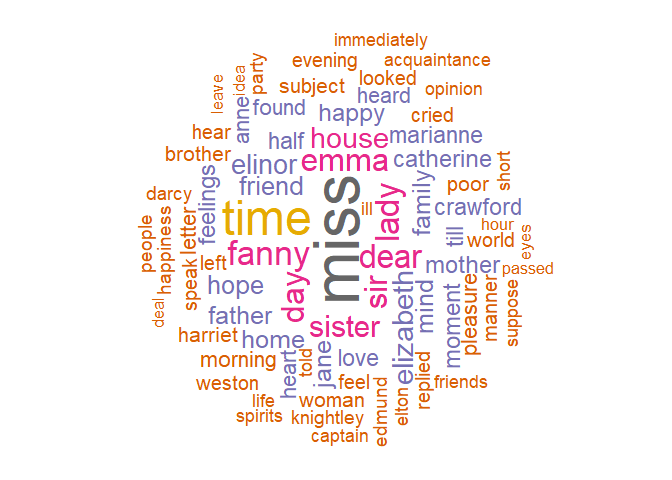 immediately
evening
acquaintance
leave
idea
party
looked
subject
heard
opinion
anne
found
happy
cried
hear
half
house
marianne
brother
elinor
emma
catherine
short
feelings
friend
miss
ill
lady
family
poor
darcy
time
crawford
people
happiness
letter
till
hour
world
eyes
speak
left
fanny
dear
mother
passed
deal
hope
day
sir
elizabeth
mind
moment
pleasure
manner
suppose
father
sister
harriet
home
heart
told
jane
love
replied
morning
weston
feel
edmund
elton
friends
life
woman
spirits
knightley
captain